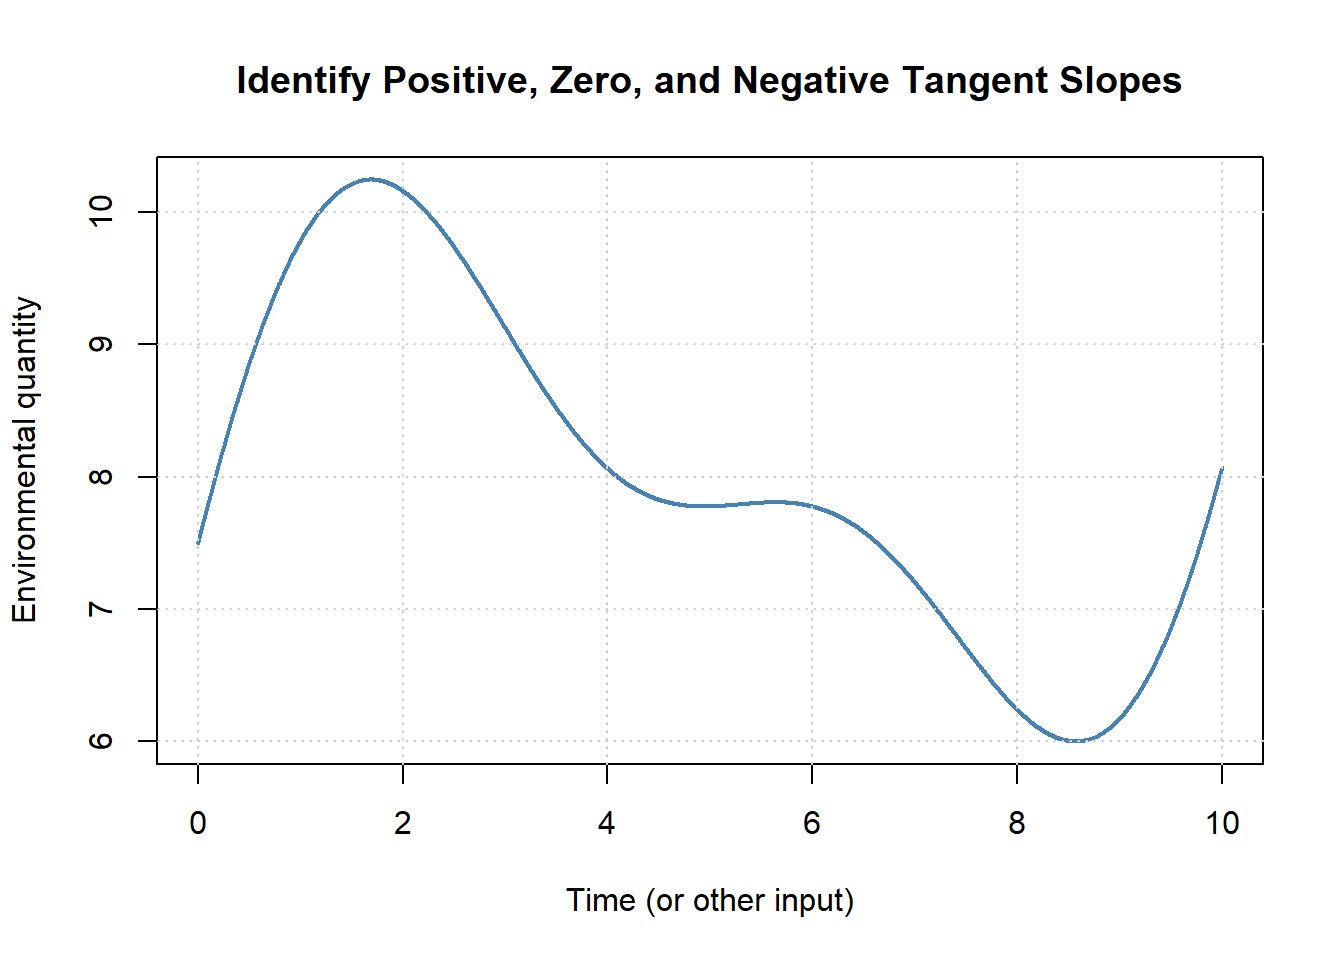 Identify Positive, Zero, and Negative Tangent Slopes
Environmental quantity
10
9
8
7
6
0 2 4 6 8 10
Time (or other input)